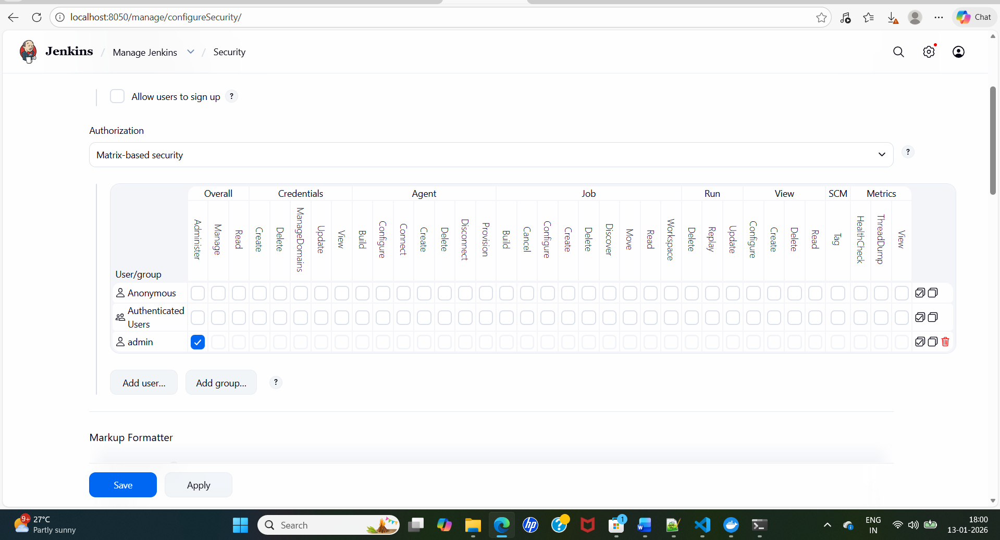 localhost:8050/manage/configureSecurity/
Chat
Jenkins / Manage Jenkins / Security
Allow users to sign up ?
Authorization
Matrix-based security
?
Overall Credentials Agent Job Run View SCM Metrics
User/group Administer Manage Read Create Delete ManageDomains Update View Build Configure Connect Create Delete Disconnect Provision Build Cancel Configure Create Delete Discover Move Read Workspace Delete Replay Update Configure Create Delete Read Tag HealthCheck ThreadDump View
Anonymous
Authenticated
Users
admin
Add user... Add group... ?
Markup Formatter
Save Apply
9+ 27°C
Partly sunny
Search
hp
?
1
W
ENG
IN
18:00
13-01-2026